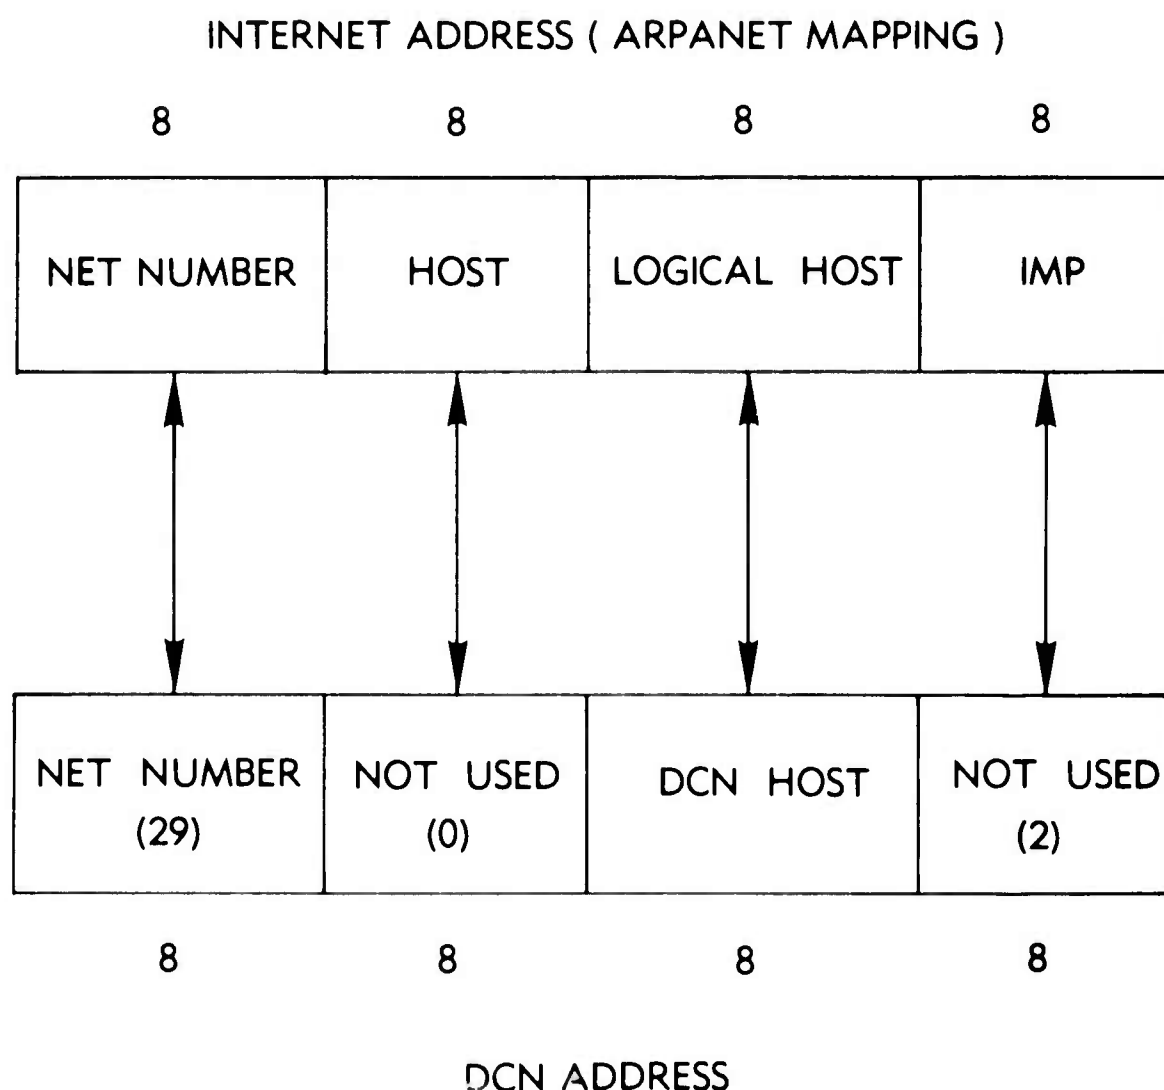 INTERNET ADDRESS ( ARPANET MAPPING )
8 8 8 8
NET NUMBER HOST LOGICAL HOST IMP
NET NUMBER NOT USED DCN HOST NOT USED
(29) (0) (2)
8 8 8 8
DCN ADDRESS